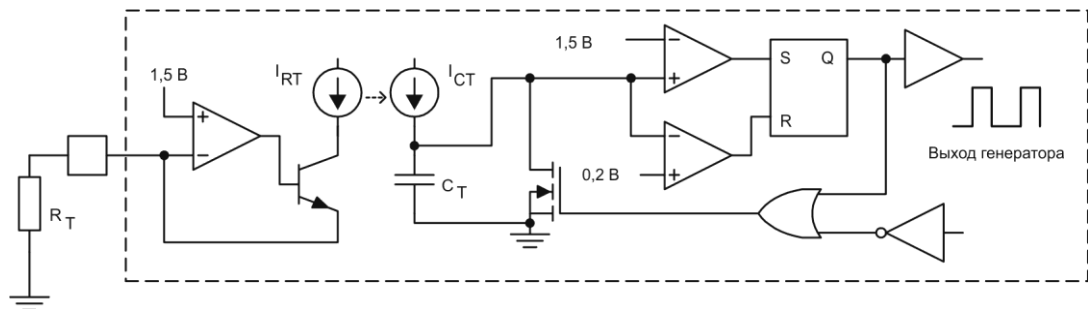 1,5 В
I RT
I CT
1,5 В
S
Q
R
0,2 В
C T
R T
Выход генератора
+
−
−
+
−
+